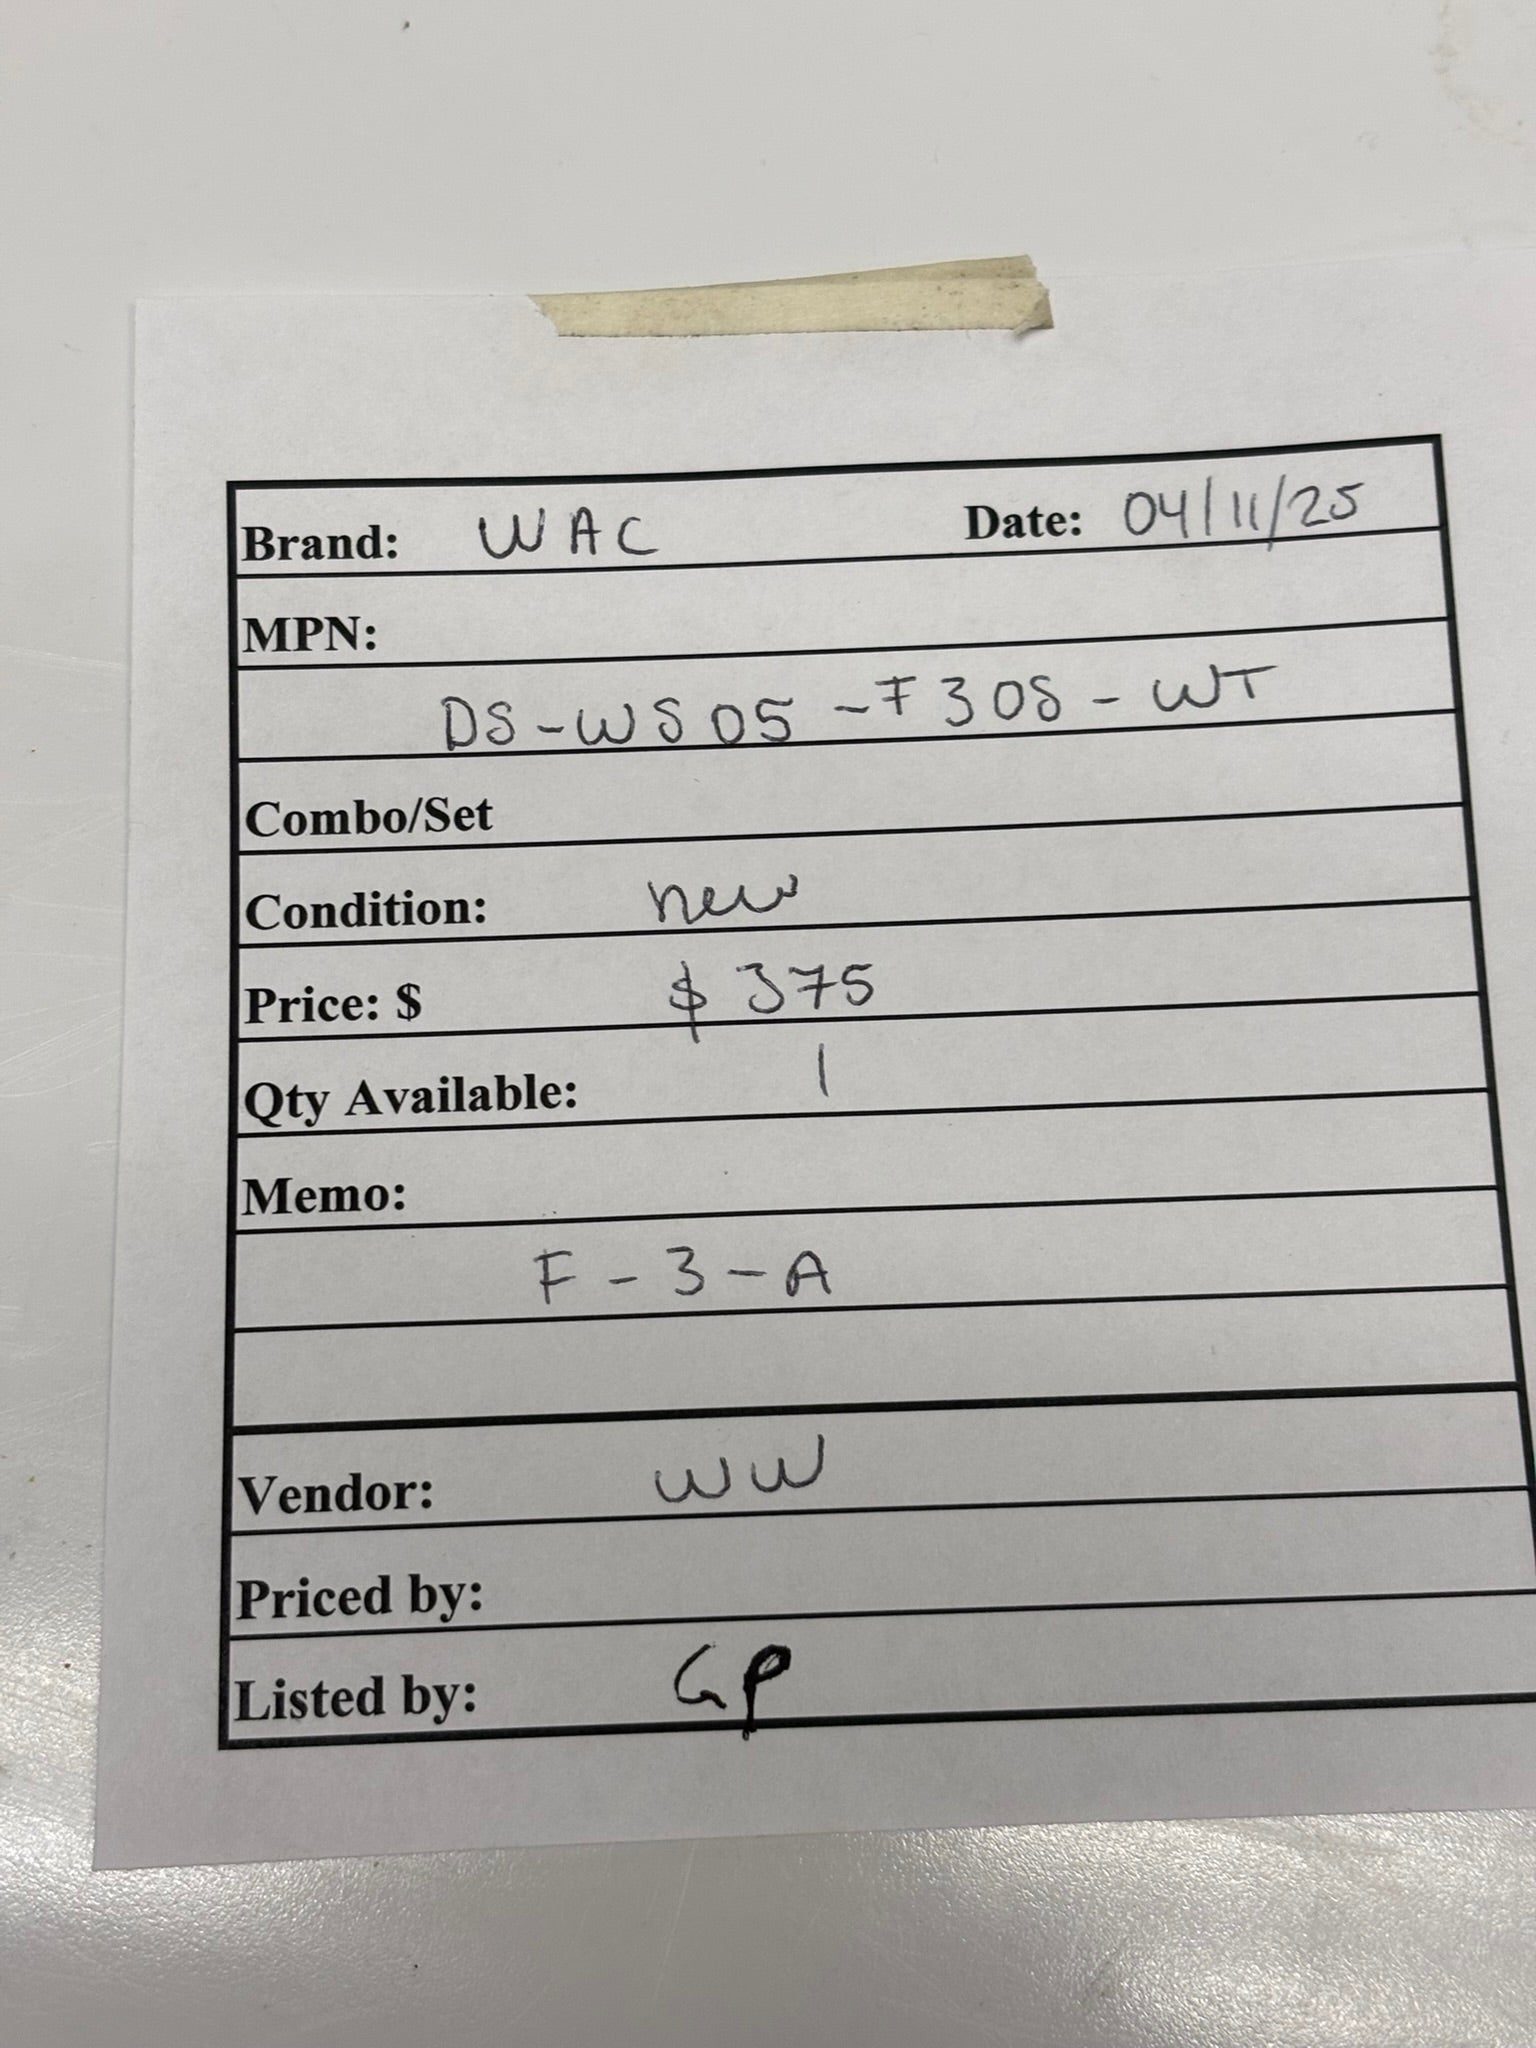 Brand: WAC Date: 04/11/25
MPN:
DS-WS05-F30S-WT
Combo/Set
Condition: new
Price: $ $375
Qty Available: 1
Memo:
F-3-A
Vendor: WW
Priced by:
Listed by: GP